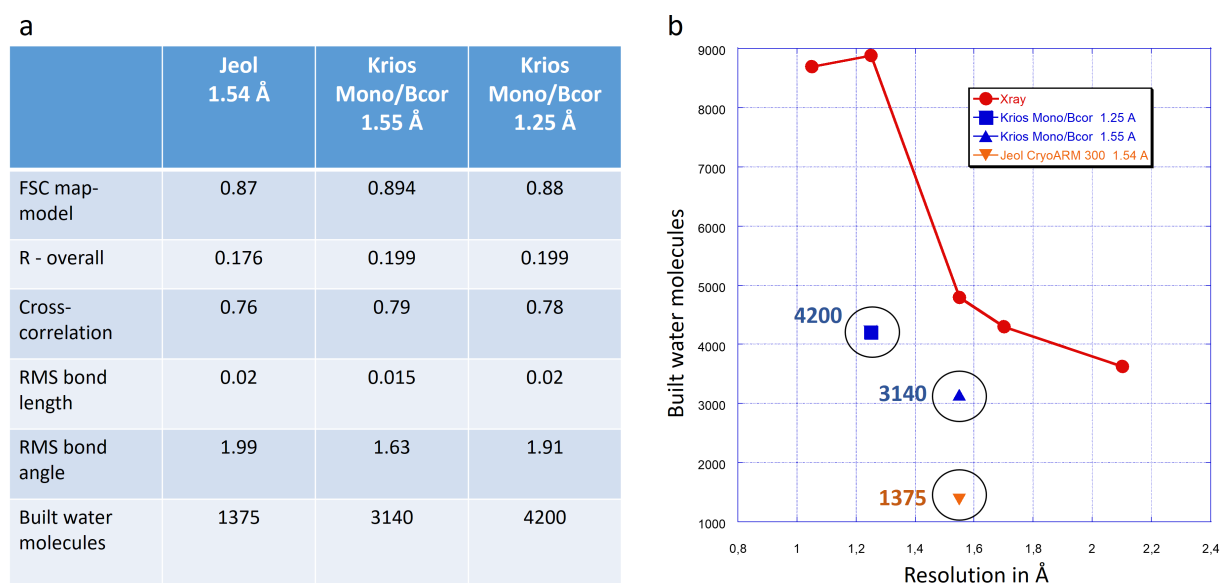 a
Jeol
1.54 Å
Krios
Mono/Bcor
1.55 Å
Krios
Mono/Bcor
1.25 Å
FSC map-
model
0.87
0.894
0.88
R - overall
0.176
0.199
0.199
Cross-
correlation
0.76
0.79
0.78
RMS bond
length
0.02
0.015
0.02
RMS bond
angle
1.99
1.63
1.91
Built water
molecules
1375
3140
4200
b
Built water molecules
9000
8000
7000
6000
5000
4000
3000
2000
1000
Xray
Krios Mono/Bcor 1.25 A
Krios Mono/Bcor 1.55 A
Jeol CryoARM 300 1.54 A
4200
3140
1375
0,8
1
1,2
1,4
1,6
1,8
2
2,2
2,4
Resolution in Å